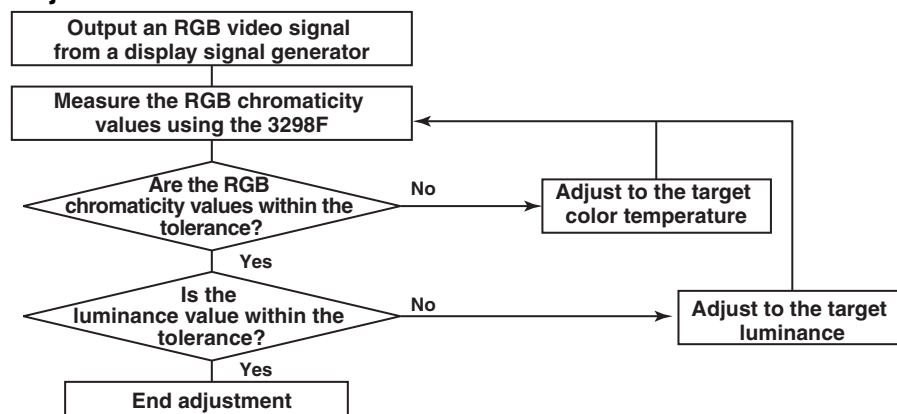 Output an RGB video signal
from a display signal generator
Measure the RGB chromaticity
values using the 3298F
Are the RGB
chromaticity values within the
tolerance?
No
Adjust to the target
color temperature
Yes
Is the
luminance value within the
tolerance?
No
Adjust to the target
luminance
Yes
End adjustment